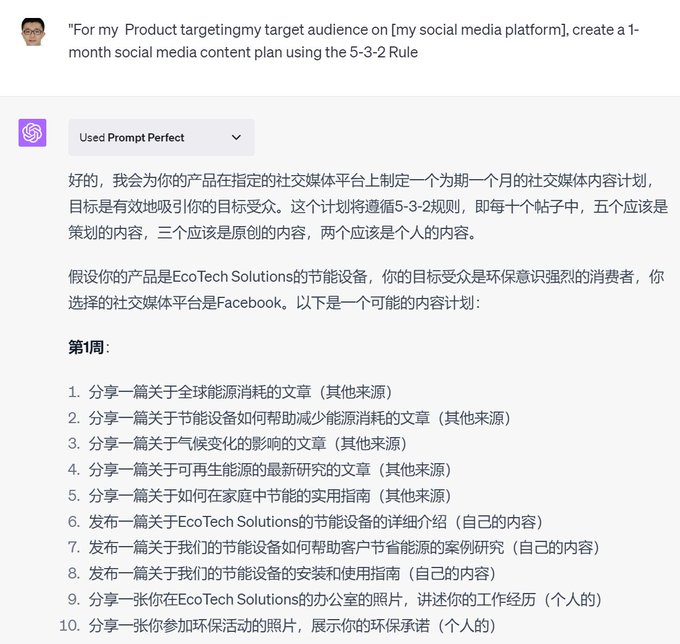 "For my  Product targetingmy target audience on [my social media platform], create a 1-
month social media content plan using the 5-3-2 Rule
Used Prompt Perfect
好的，我会为你的产品在指定的社交媒体平台上制定一个为期一个月的社交媒体内容计划，
目标是有效地吸引你的目标受众。这个计划将遵循5-3-2规则，即每十个帖子中，五个应该是
策划的内容，三个应该是原创的内容，两个应该是个人的内容。
假设你的产品是EcoTech Solutions的节能设备，你的目标受众是环保意识强烈的消费者，你
选择的社交媒体平台是Facebook。以下是一个可能的内容计划：
第1周：
1. 分享一篇关于全球能源消耗的文章（其他来源）
2. 分享一篇关于节能设备如何帮助减少能源消耗的文章（其他来源）
3. 分享一篇关于气候变化的影响的文章（其他来源）
4. 分享一篇关于可再生能源的最新研究的文章（其他来源）
5. 分享一篇关于如何在家庭中节能的实用指南（其他来源）
6. 发布一篇关于EcoTech Solutions的节能设备的详细介绍（自己的内容）
7. 发布一篇关于我们的节能设备如何帮助客户节省能源的案例研究（自己的内容）
8. 发布一篇关于我们的节能设备的安装和使用指南（自己的内容）
9. 分享一张你在EcoTech Solutions的办公室的照片，讲述你的工作经历（个人的）
10. 分享一张你参加环保活动的照片，展示你的环保承诺（个人的）